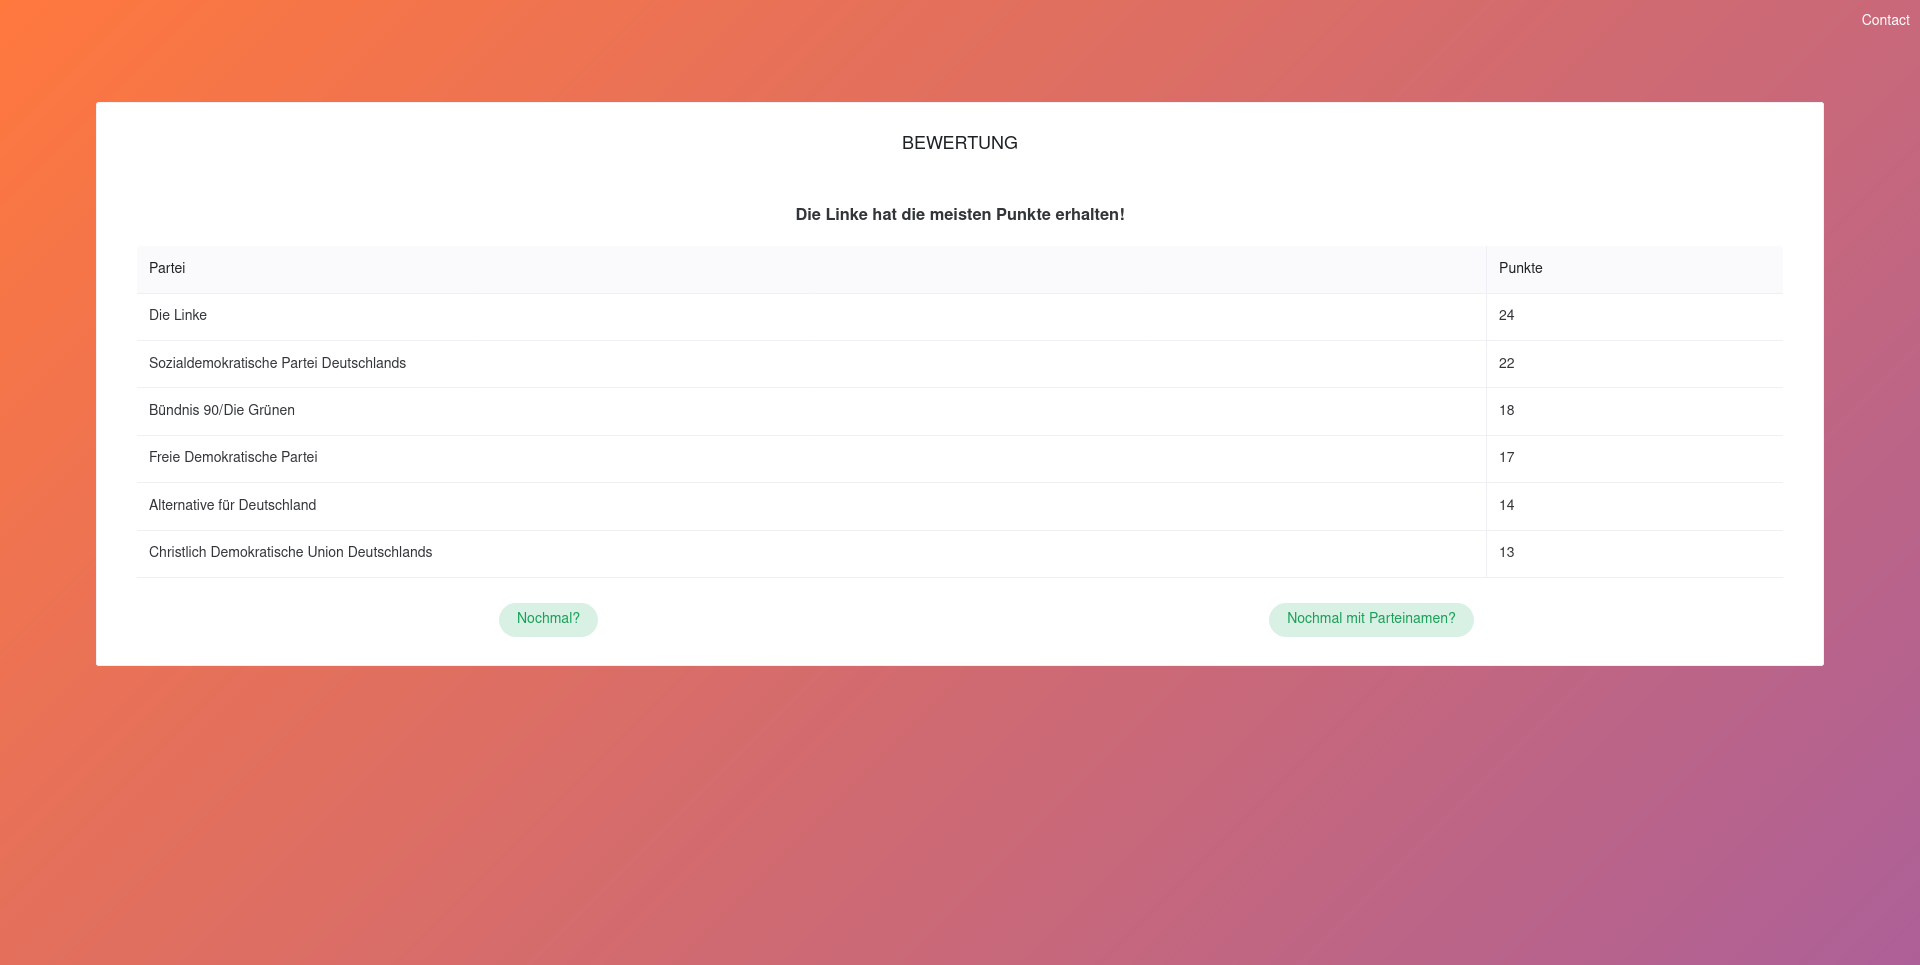 Contact
BEWERTUNG
Die Linke hat die meisten Punkte erhalten!
Partei Punkte
Die Linke 24
Sozialdemokratische Partei Deutschlands 22
Bündnis 90/Die Grünen 18
Freie Demokratische Partei 17
Alternative für Deutschland 14
Christlich Demokratische Union Deutschlands 13
Nochmal? Nochmal mit Parteinamen?